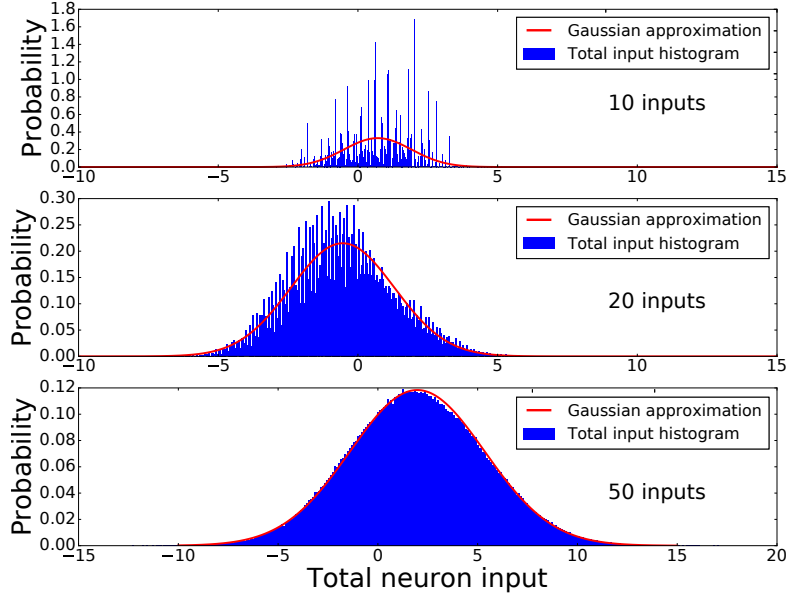 Probability
1.8
1.6
1.4
1.2
1.0
0.8
0.6
0.4
0.2
0.0
Gaussian approximation
Total input histogram
10 inputs
−10 −5 0 5 10 15
Probability
0.30
0.25
0.20
0.15
0.10
0.05
0.00
Gaussian approximation
Total input histogram
20 inputs
−10 −5 0 5 10 15
Probability
0.12
0.10
0.08
0.06
0.04
0.02
0.00
Gaussian approximation
Total input histogram
50 inputs
−15 −10 −5 0 5 10 15 20
Total neuron input